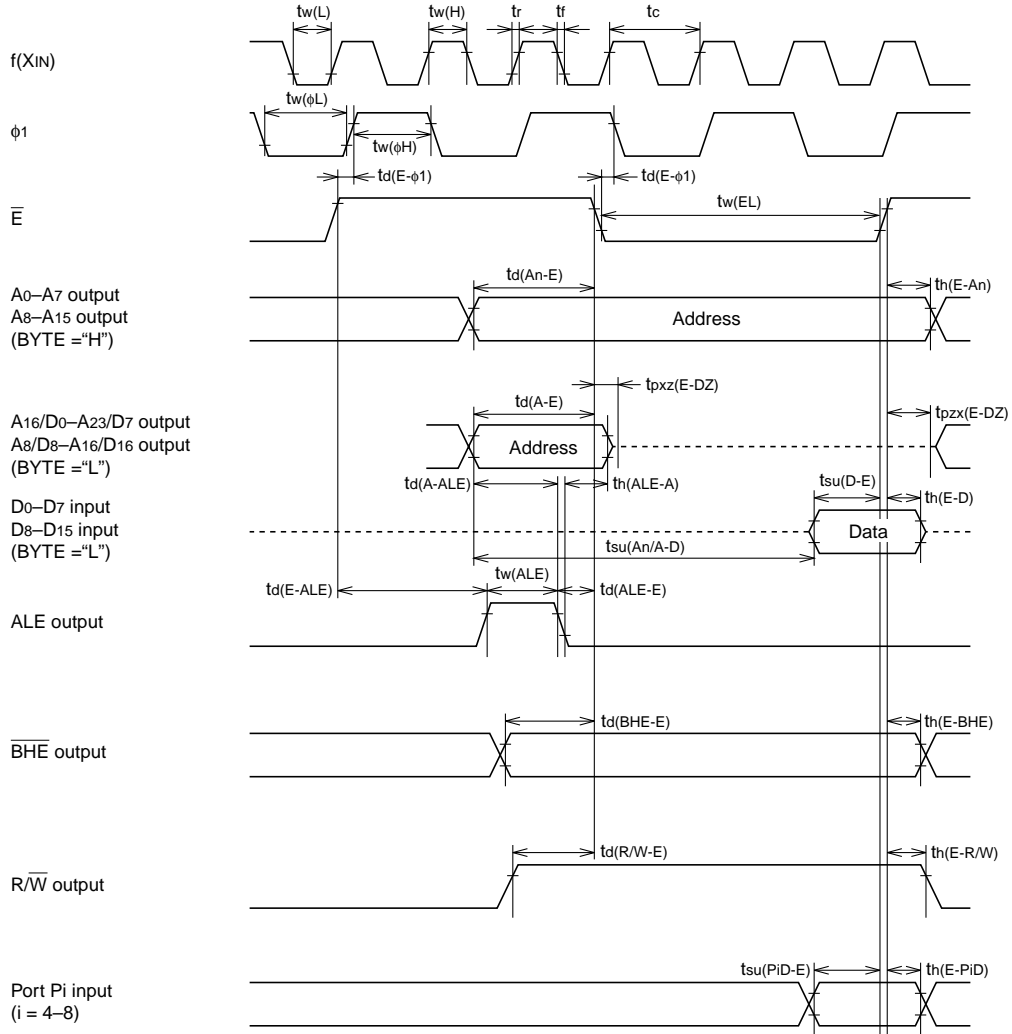 tw(L) tw(H) tr tf tc
f(XIN)
tw(ϕL)
ϕ1
tw(ϕH)
td(E-ϕ1) td(E-ϕ1)
E tw(EL)
td(An-E) th(E-An)
A0–A7 output
A8–A15 output Address
(BYTE =“H”)
tpxz(E-DZ)
td(A-E) tpzx(E-DZ)
A16/D0–A23/D7 output
A8/D8–A16/D16 output Address
(BYTE =“L”)
td(A-ALE) th(ALE-A) tsu(D-E) th(E-D)
D0–D7 input
D8–D15 input Data
(BYTE =“L”)
tsu(An/A-D)
tw(ALE)
td(E-ALE) td(ALE-E)
ALE output
td(BHE-E) th(E-BHE)
BHE output
td(R/W-E) th(E-R/W)
R/W output
tsu(PiD-E) th(E-PiD)
Port Pi input
(i = 4–8)